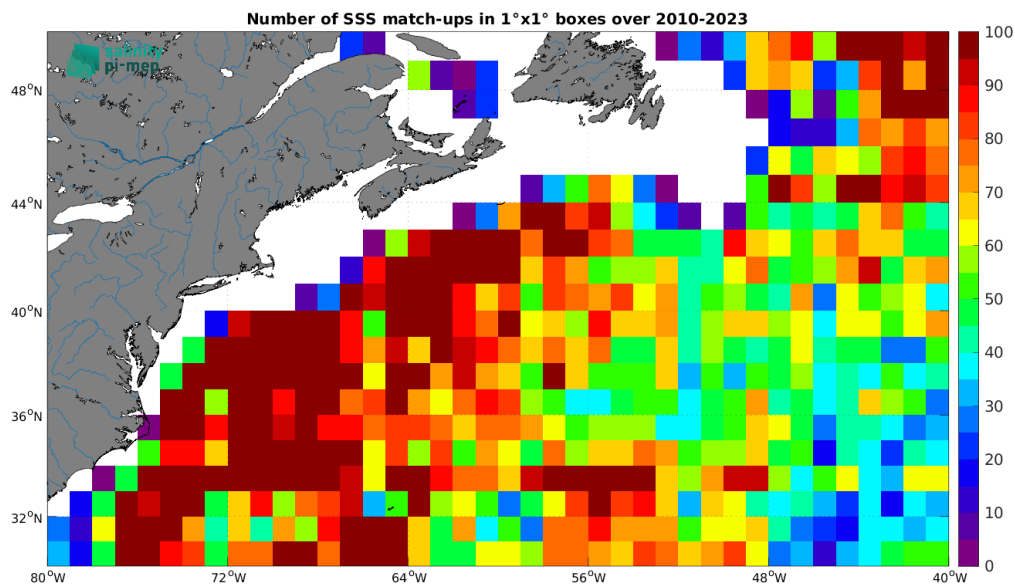 Number of SSS match-ups in 1°x1° boxes over 2010-2023
salinity
pi-mep
48°N
44°N
40°N
36°N
32°N
80°W 72°W 64°W 56°W 48°W 40°W
100
90
80
70
60
50
40
30
20
10
0